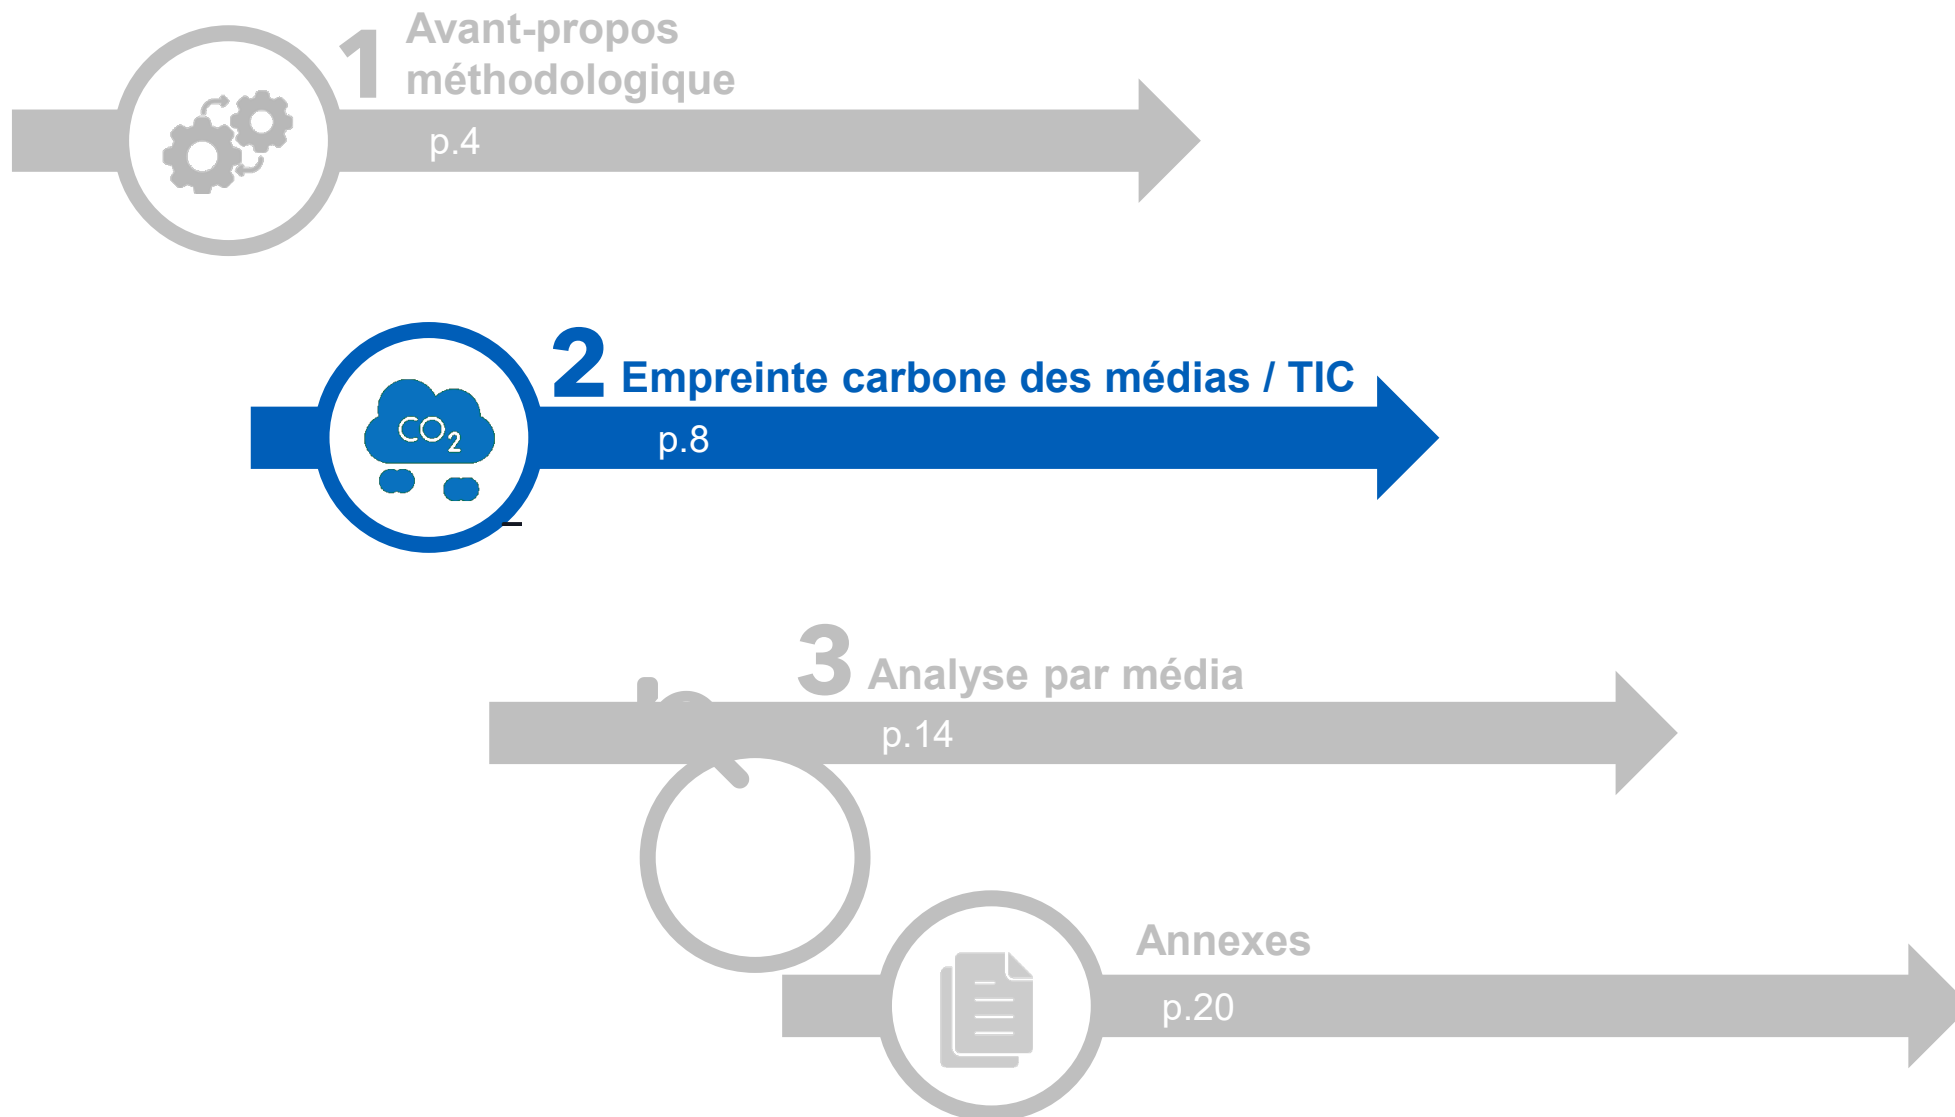 1 Avant-propos
méthodologique
p.4
2 Empreinte carbone des médias / TIC
p.8
CO2
3 Analyse par média
p.14
Annexes
p.20